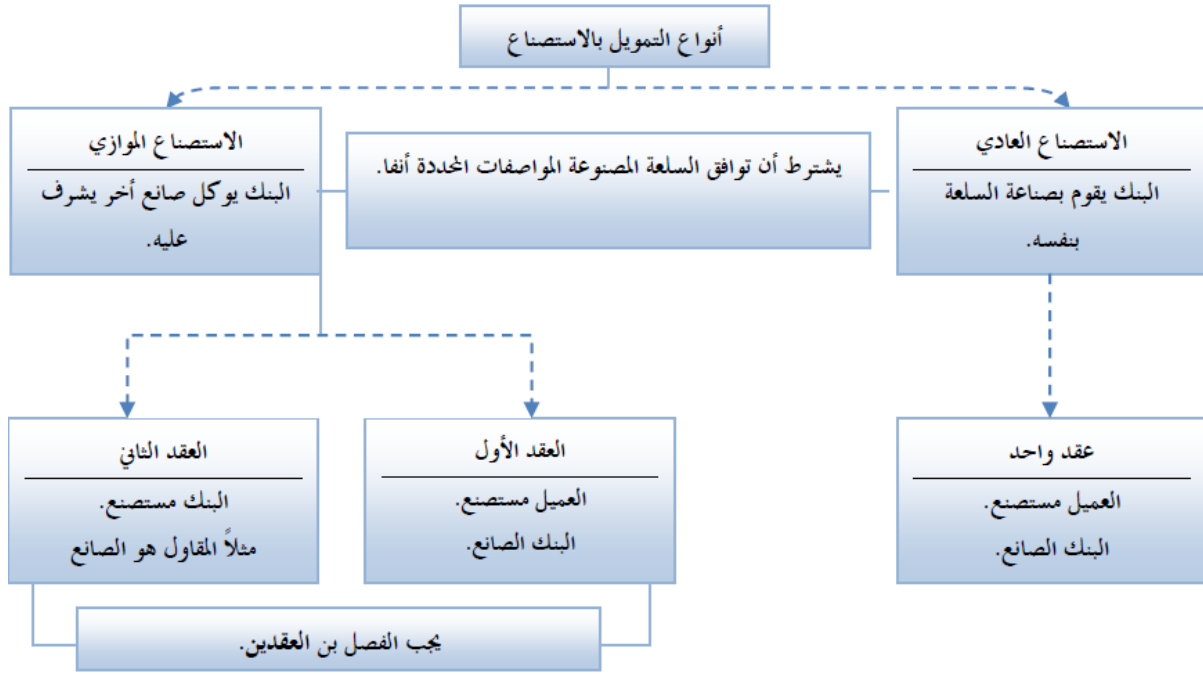 أنواع التمويل بالاستصناع
الاستصناع العادي
البنك يقوم بصناعة السلعة
بنفسه.
يشترط أن توافق السلعة المصنوعة المواصفات المحددة أنفا.
الاستصناع الموازي
البنك يوكل صانع أخر يشرف
عليه.
عقد واحد
العميل مستصنع.
البنك الصانع.
العقد الأول
العميل مستصنع.
البنك الصانع.
العقد الثاني
البنك مستصنع.
مثلاً المقاول هو الصانع
يجب الفصل بن العقدين.